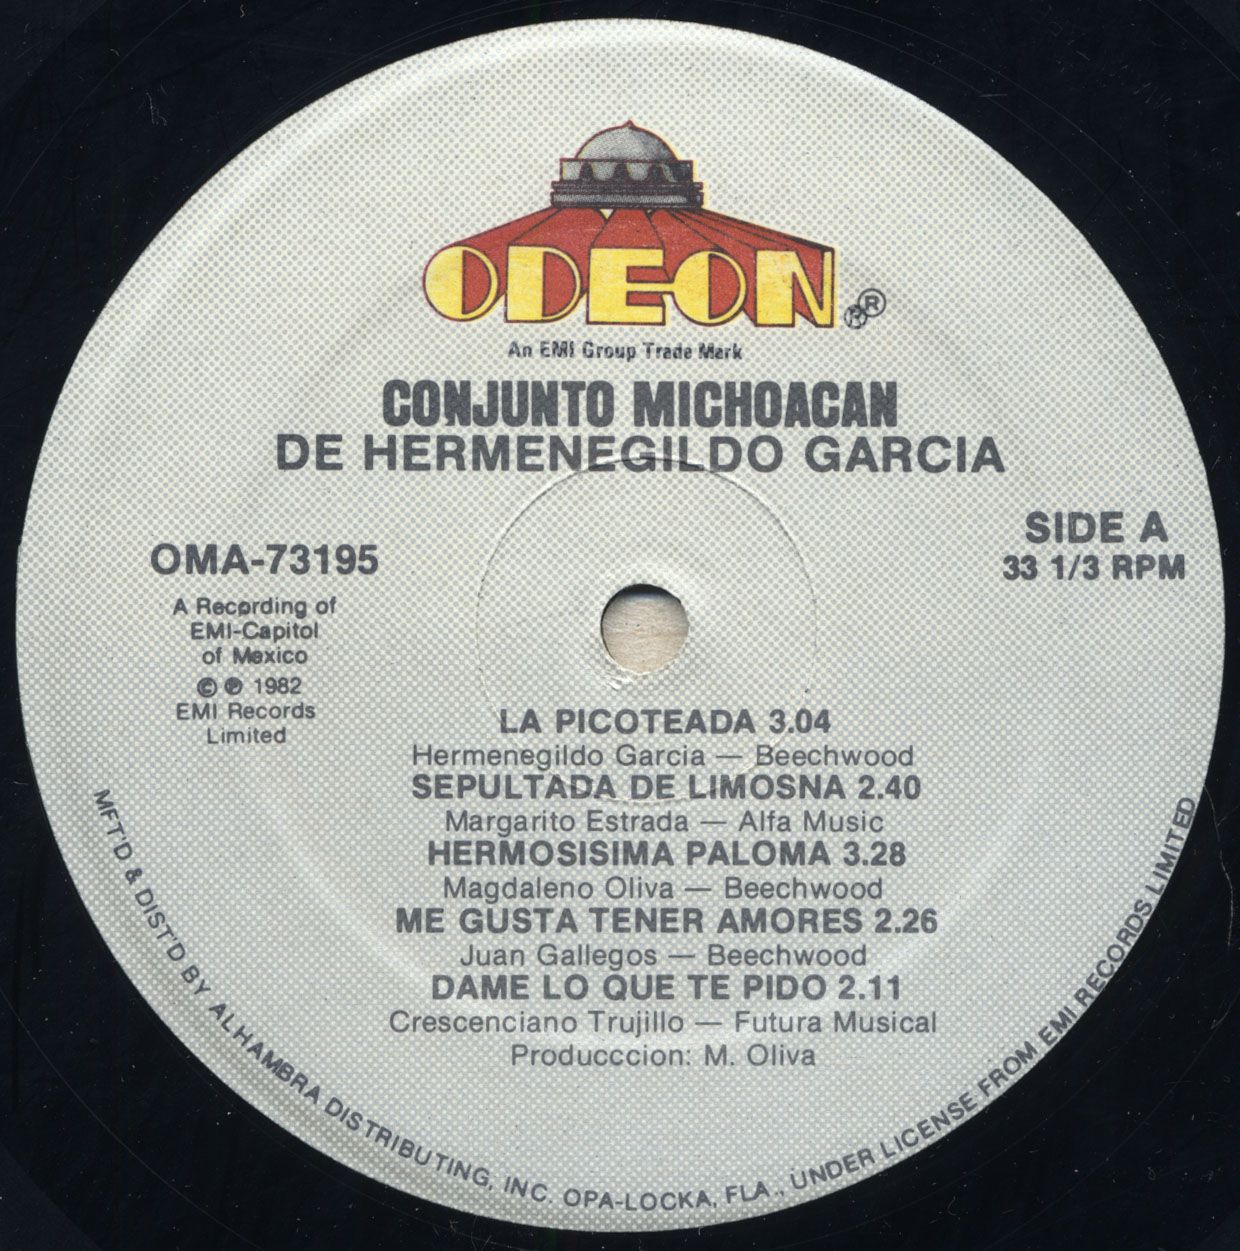 ODEON ®
An EMI Group Trade Mark
CONJUNTO MICHOACAN
DE HERMENEGILDO GARCIA
SIDE A
33 1/3 RPM
OMA-73195
A Recording of
EMI-Capitol
of Mexico
© ℗ 1982
EMI Records
Limited
LA PICOTEADA 3.04
Hermenegildo Garcia — Beechwood
SEPULTADA DE LIMOSNA 2.40
Margarito Estrada — Alfa Music
HERMOSISIMA PALOMA 3.28
Magdaleno Oliva — Beechwood
ME GUSTA TENER AMORES 2.26
Juan Gallegos — Beechwood
DAME LO QUE TE PIDO 2.11
Crescenciano Trujillo — Futura Musical
Producccion: M. Oliva
MFT'D & DIST'D BY ALHAMBRA DISTRIBUTING, INC. OPA-LOCKA, FLA., UNDER LICENSE FROM EMI RECORDS LIMITED